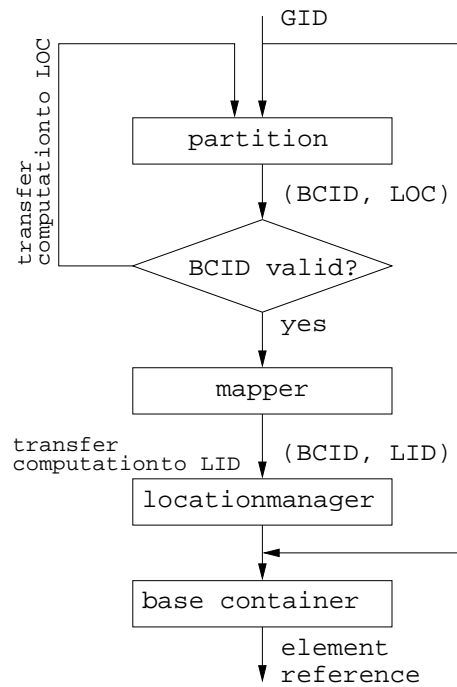 GID
transfer
computationto LOC
partition
(BCID, LOC)
BCID valid?
yes
mapper
transfer
computationto LID
(BCID, LID)
locationmanager
base container
element
reference